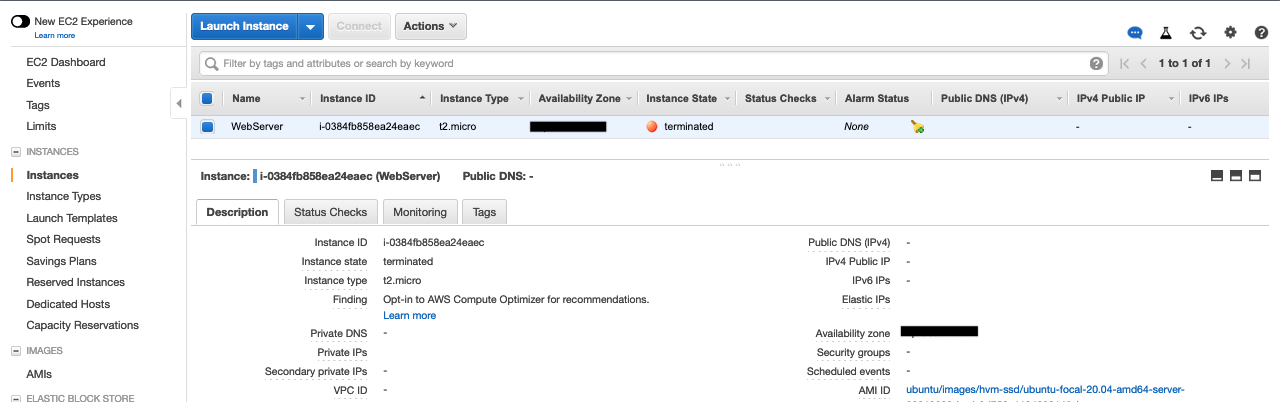 New EC2 Experience
Learn more
EC2 Dashboard
Events
Tags
Limits
INSTANCES
Instances
Instance Types
Launch Templates
Spot Requests
Savings Plans
Reserved Instances
Dedicated Hosts
Capacity Reservations
IMAGES
AMIs
ELASTIC BLOCK STORE
Launch Instance Connect Actions
Filter by tags and attributes or search by keyword 1 to 1 of 1
Name Instance ID Instance Type Availability Zone Instance State Status Checks Alarm Status Public DNS (IPv4) IPv4 Public IP IPv6 IPs
WebServer i-0384fb858ea24eaec t2.micro terminated None - -
Instance: i-0384fb858ea24eaec (WebServer) Public DNS: -
Description Status Checks Monitoring Tags
Instance ID i-0384fb858ea24eaec Public DNS (IPv4) -
Instance state terminated IPv4 Public IP -
Instance type t2.micro IPv6 IPs -
Finding Opt-in to AWS Compute Optimizer for recommendations. Elastic IPs
Learn more
Private DNS - Availability zone
Private IPs Security groups -
Secondary private IPs - Scheduled events -
VPC ID - AMI ID ubuntu/images/hvm-ssd/ubuntu-focal-20.04-amd64-server-